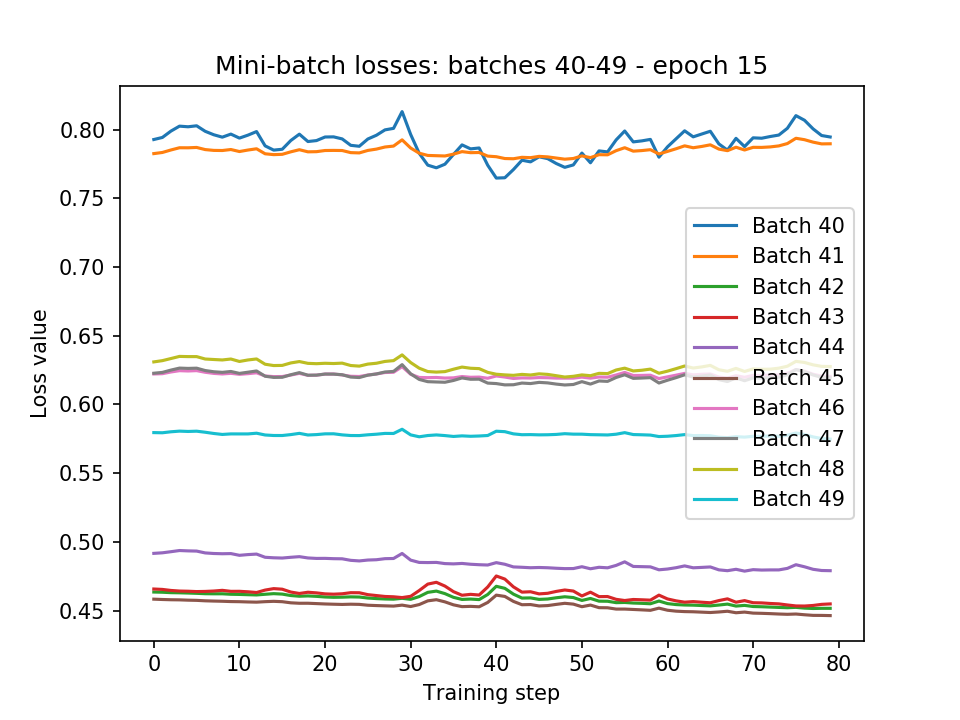 Mini-batch losses: batches 40-49 - epoch 15
Loss value
0.80
0.75
0.70
0.65
0.60
0.55
0.50
0.45
Batch 40
Batch 41
Batch 42
Batch 43
Batch 44
Batch 45
Batch 46
Batch 47
Batch 48
Batch 49
0 10 20 30 40 50 60 70 80
Training step